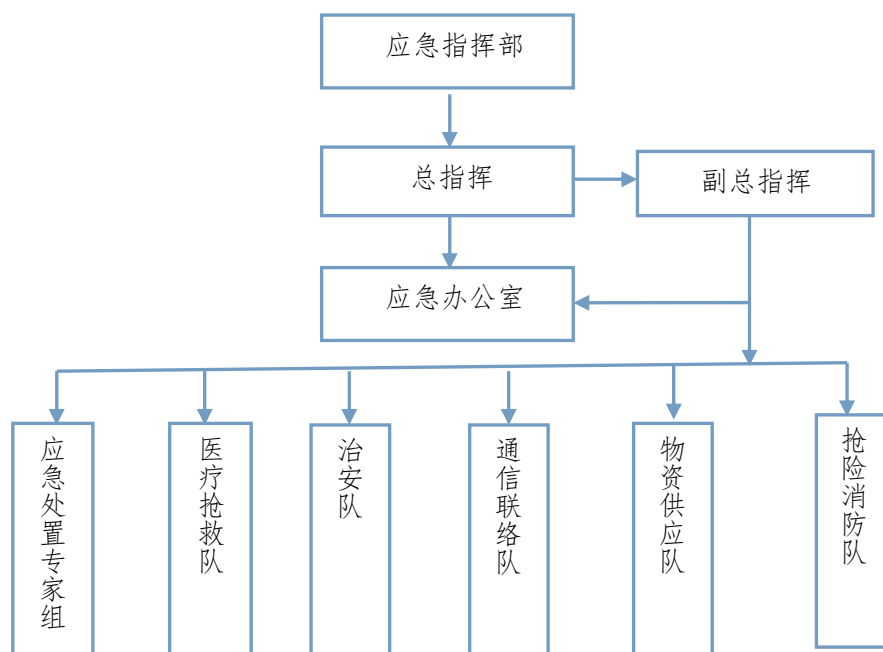 应急指挥部
总指挥
副总指挥
应急办公室
应急处置专家组
医疗抢救队
治安队
通信联络队
物资供应队
抢险消防队